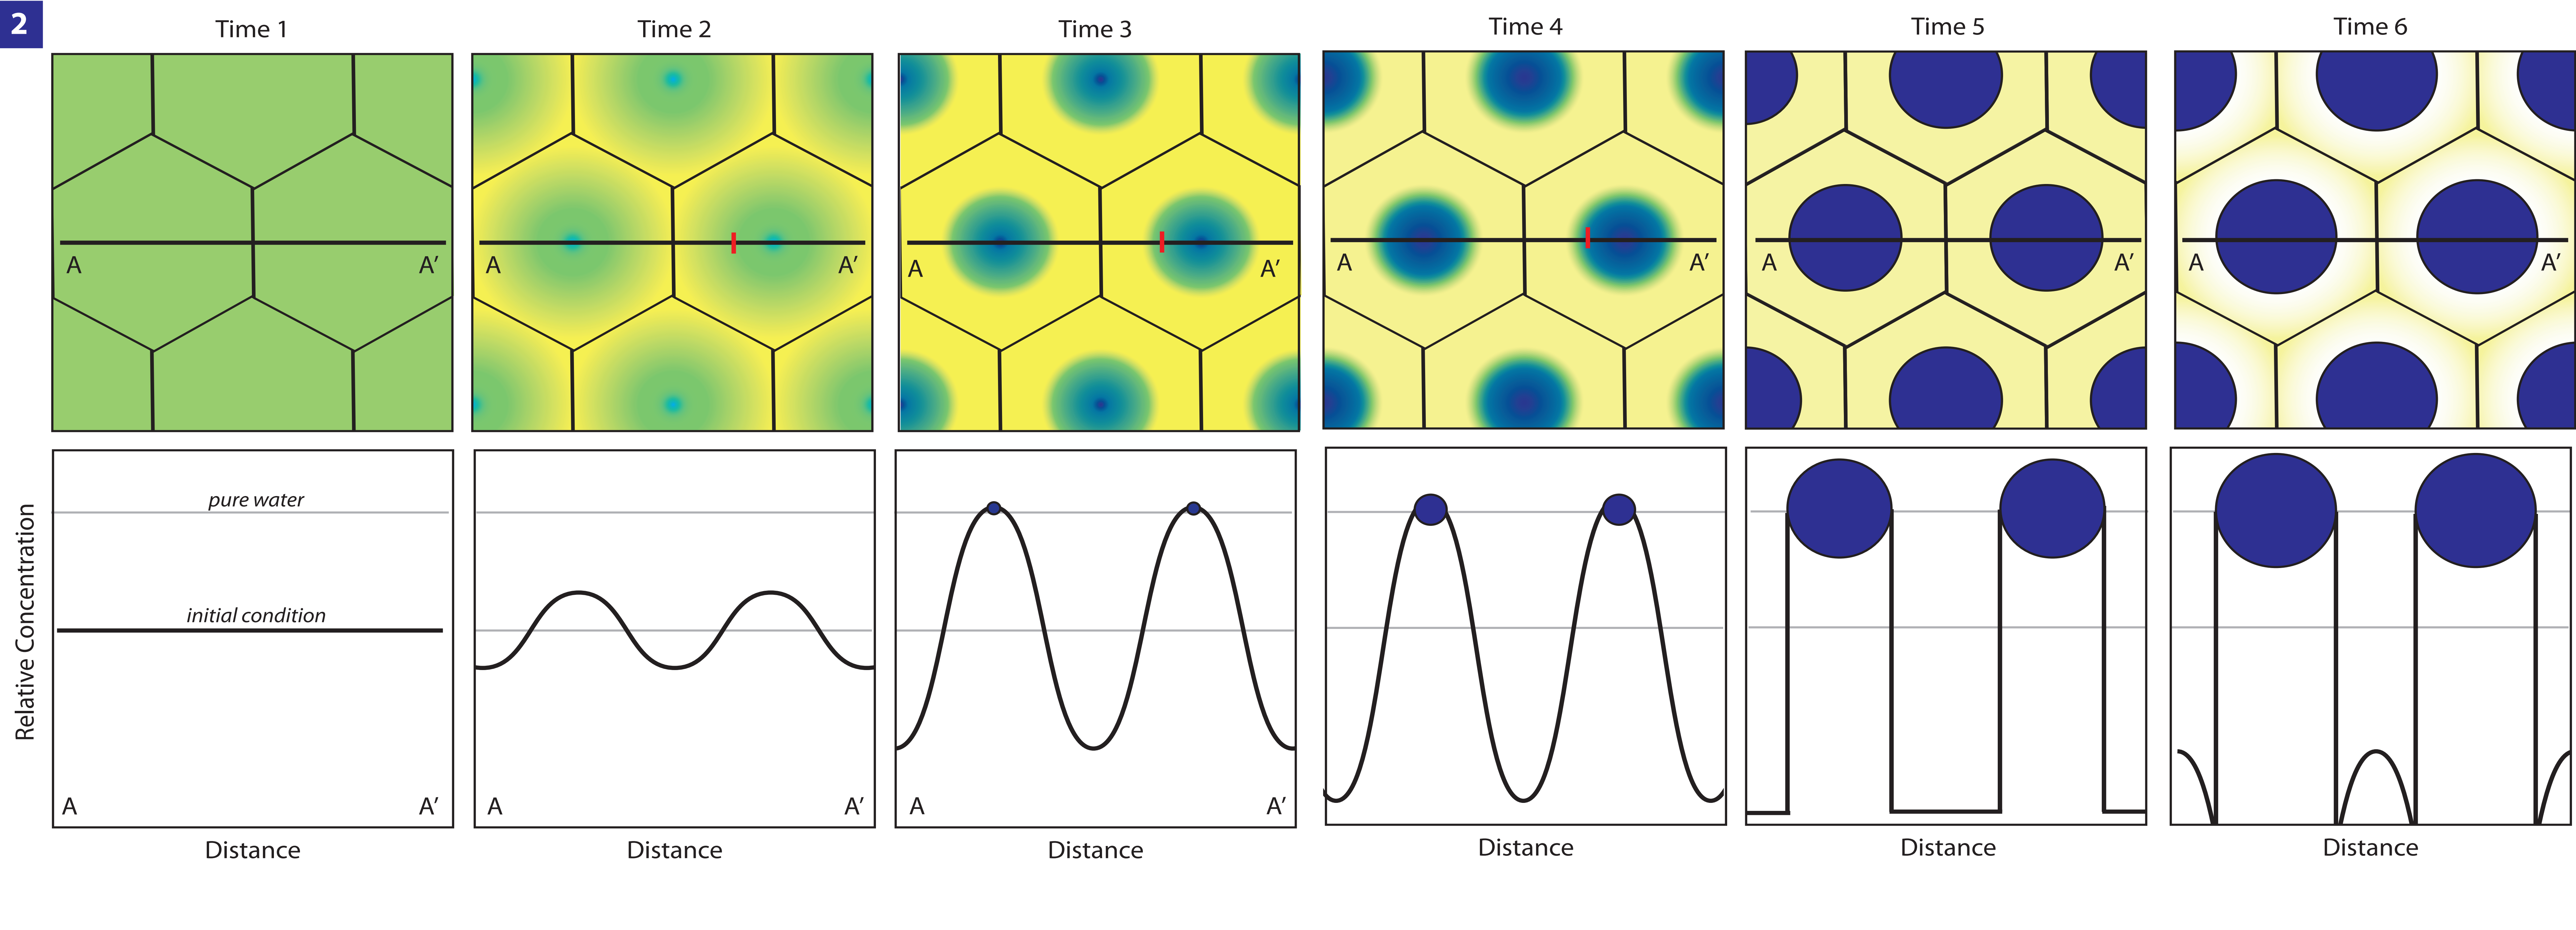 2
Time 1
Time 2
Time 3
Time 4
Time 5
Time 6
A A′
A A′
A A′
A A′
A A′
A A′
Relative Concentration
pure water
initial condition
A A′
A A′
A A′
Distance
Distance
Distance
Distance
Distance
Distance